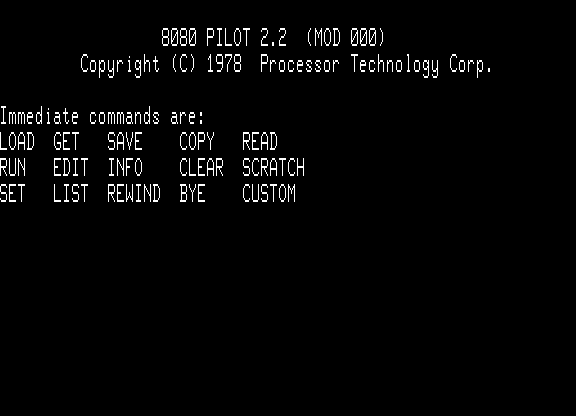 8080 PILOT 2.2 (MOD 000)
Copyright (C) 1978 Processor Technology Corp.
Immediate commands are:
LOAD GET SAVE COPY READ
RUN EDIT INFO CLEAR SCRATCH
SET LIST REWIND BYE CUSTOM